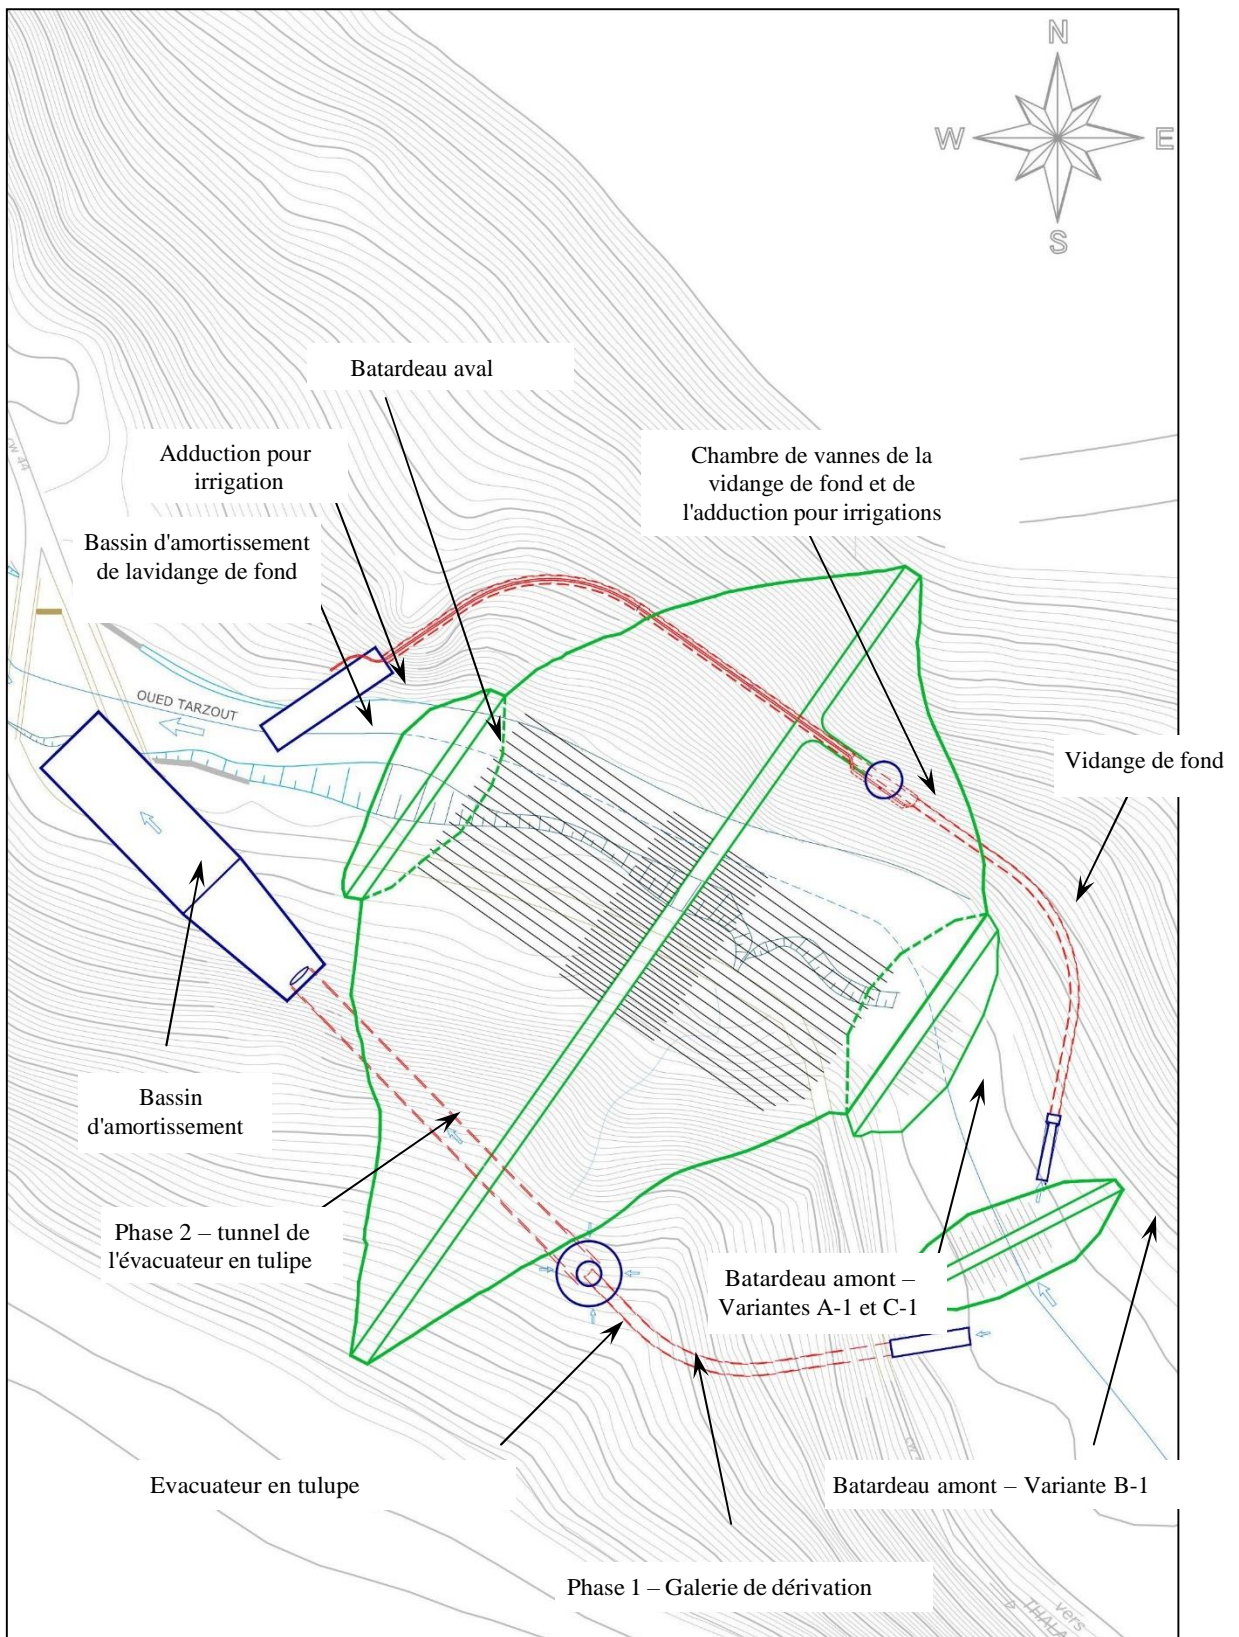 N
W
E
S
Batardeau aval
Adduction pour
irrigation
Chambre de vannes de la
vidange de fond et de
l'adduction pour irrigations
Bassin d'amortissement
de lavidange de fond
cw 44
OUED TARZOUT
Vidange de fond
Bassin
d'amortissement
Phase 2 – tunnel de
l'évacuateur en tulipe
Batardeau amont –
Variantes A-1 et C-1
Evacuateur en tulupe
Batardeau amont – Variante B-1
Phase 1 – Galerie de dérivation
vers